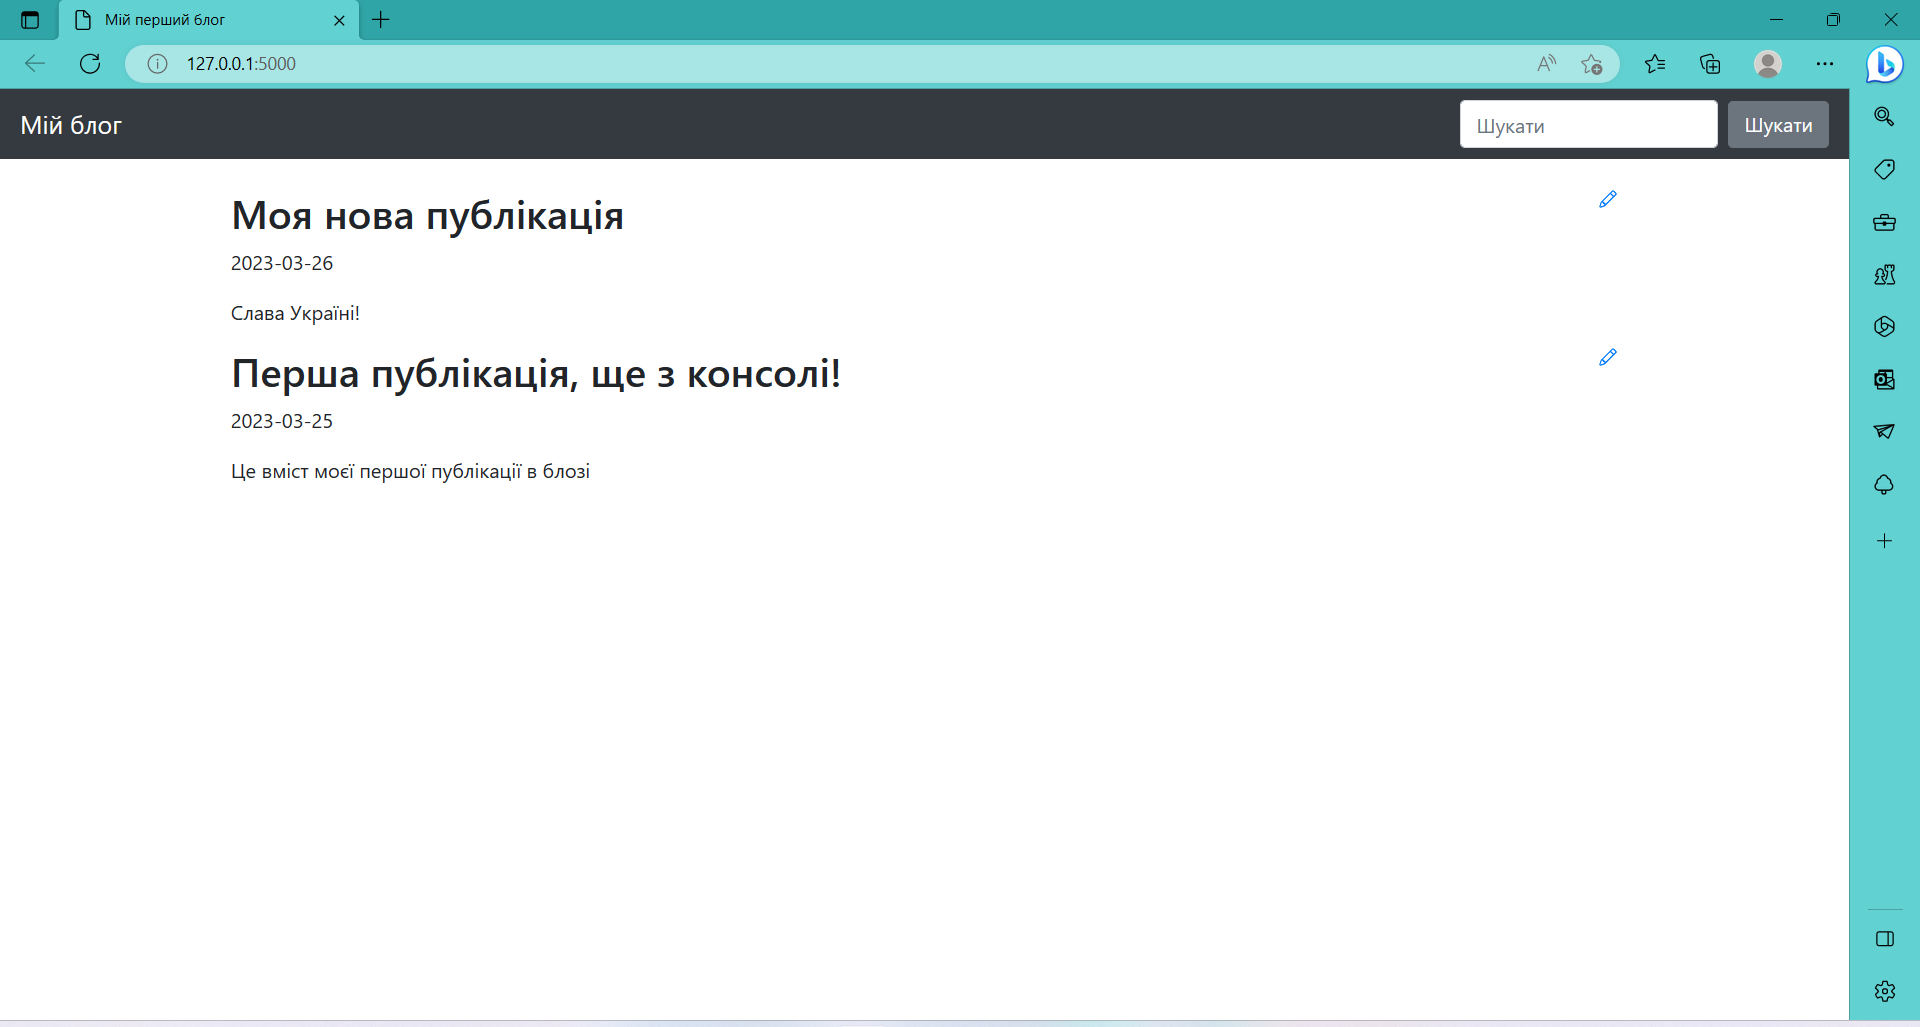 Мій перший блог
127.0.0.1:5000
Мій блог
Шукати
Шукати
Моя нова публікація
2023-03-26
Слава Україні!
Перша публікація, ще з консолі!
2023-03-25
Це вміст моєї першої публікації в блозі